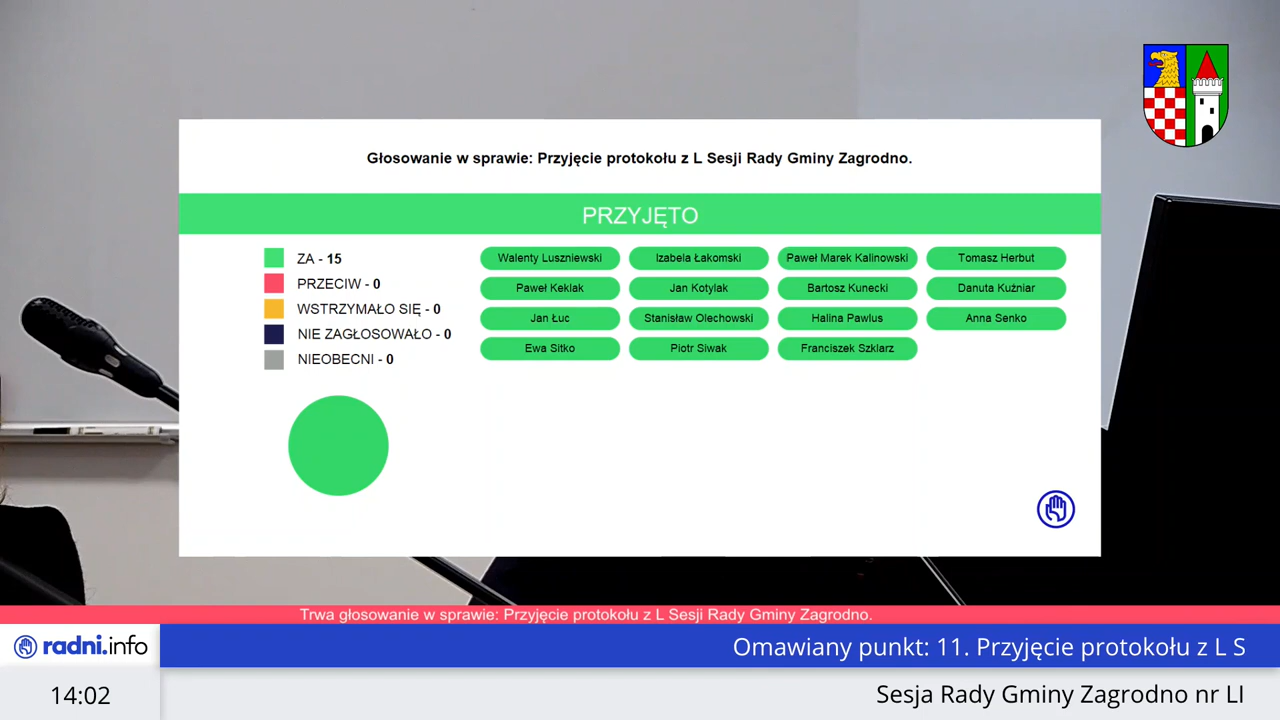 Głosowanie w sprawie: Przyjęcie protokołu z L Sesji Rady Gminy Zagrodno.
PRZYJĘTO
ZA - 15
PRZECIW - 0
WSTRZYMAŁO SIĘ - 0
NIE ZAGŁOSOWAŁO - 0
NIEOBECNI - 0
Walenty Luszniewski Izabela Łakomski Paweł Marek Kalinowski Tomasz Herbut
Paweł Keklak Jan Kotylak Bartosz Kunecki Danuta Kuźniar
Jan Łuc Stanisław Olechowski Halina Pawlus Anna Senko
Ewa Sitko Piotr Siwak Franciszek Szklarz
Trwa głosowanie w sprawie: Przyjęcie protokołu z L Sesji Rady Gminy Zagrodno.
radni.info
Omawiany punkt: 11. Przyjęcie protokołu z L S
14:02
Sesja Rady Gminy Zagrodno nr LI